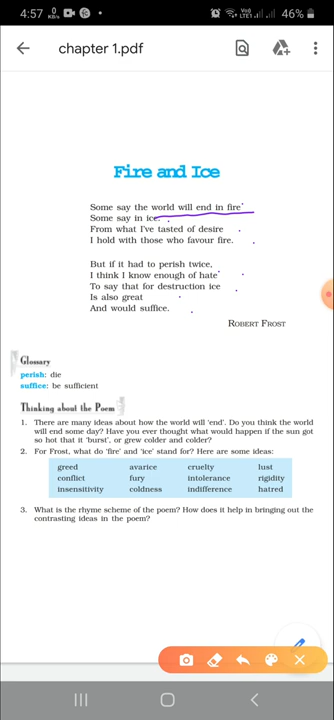 4:57 0 KB/s Vo) LTE1 46%
chapter 1.pdf
Fire and Ice
Some say the world will end in fire
Some say in ice.
From what I've tasted of desire
I hold with those who favour fire.
But if it had to perish twice,
I think I know enough of hate
To say that for destruction ice
Is also great
And would suffice.
ROBERT FROST
Glossary
perish: die
suffice: be sufficient
Thinking about the Poem
1. There are many ideas about how the world will 'end'. Do you think the world
will end some day? Have you ever thought what would happen if the sun got
so hot that it 'burst', or grew colder and colder?
2. For Frost, what do 'fire' and 'ice' stand for? Here are some ideas:
greed avarice cruelty lust
conflict fury intolerance rigidity
insensitivity coldness indifference hatred
3. What is the rhyme scheme of the poem? How does it help in bringing out the
contrasting ideas in the poem?